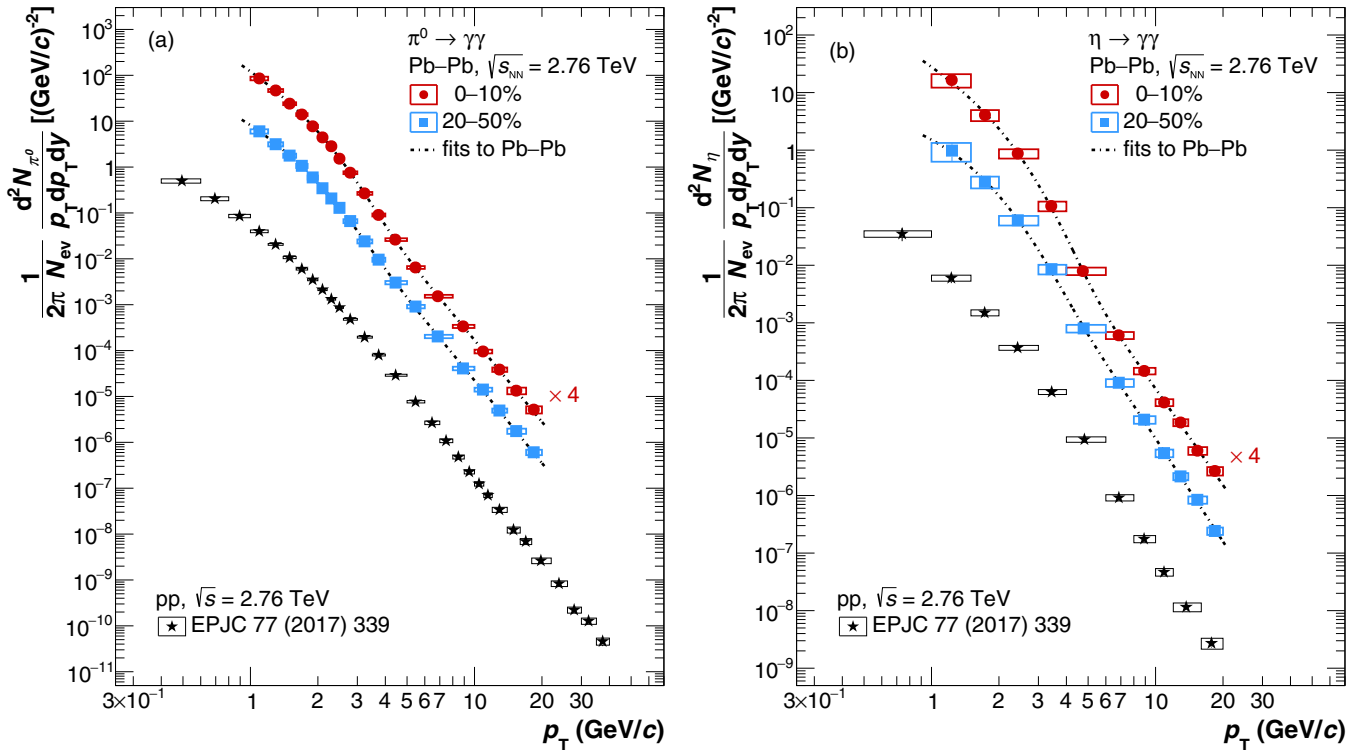 (a)
π⁰ → γγ
Pb–Pb, √s_NN = 2.76 TeV
0–10%
20–50%
fits to Pb–Pb
× 4
pp, √s = 2.76 TeV
EPJC 77 (2017) 339
1/(2π N_ev) d²N_π⁰/(p_T dp_T dy) [(GeV/c)⁻²]
10³
10²
10
1
10⁻¹
10⁻²
10⁻³
10⁻⁴
10⁻⁵
10⁻⁶
10⁻⁷
10⁻⁸
10⁻⁹
10⁻¹⁰
10⁻¹¹
3×10⁻¹ 1 2 3 4 5 6 7 10 20 30
p_T (GeV/c)
(b)
η → γγ
Pb–Pb, √s_NN = 2.76 TeV
0–10%
20–50%
fits to Pb–Pb
× 4
pp, √s = 2.76 TeV
EPJC 77 (2017) 339
1/(2π N_ev) d²N_η/(p_T dp_T dy) [(GeV/c)⁻²]
10²
10
1
10⁻¹
10⁻²
10⁻³
10⁻⁴
10⁻⁵
10⁻⁶
10⁻⁷
10⁻⁸
10⁻⁹
3×10⁻¹ 1 2 3 4 5 6 7 10 20 30
p_T (GeV/c)